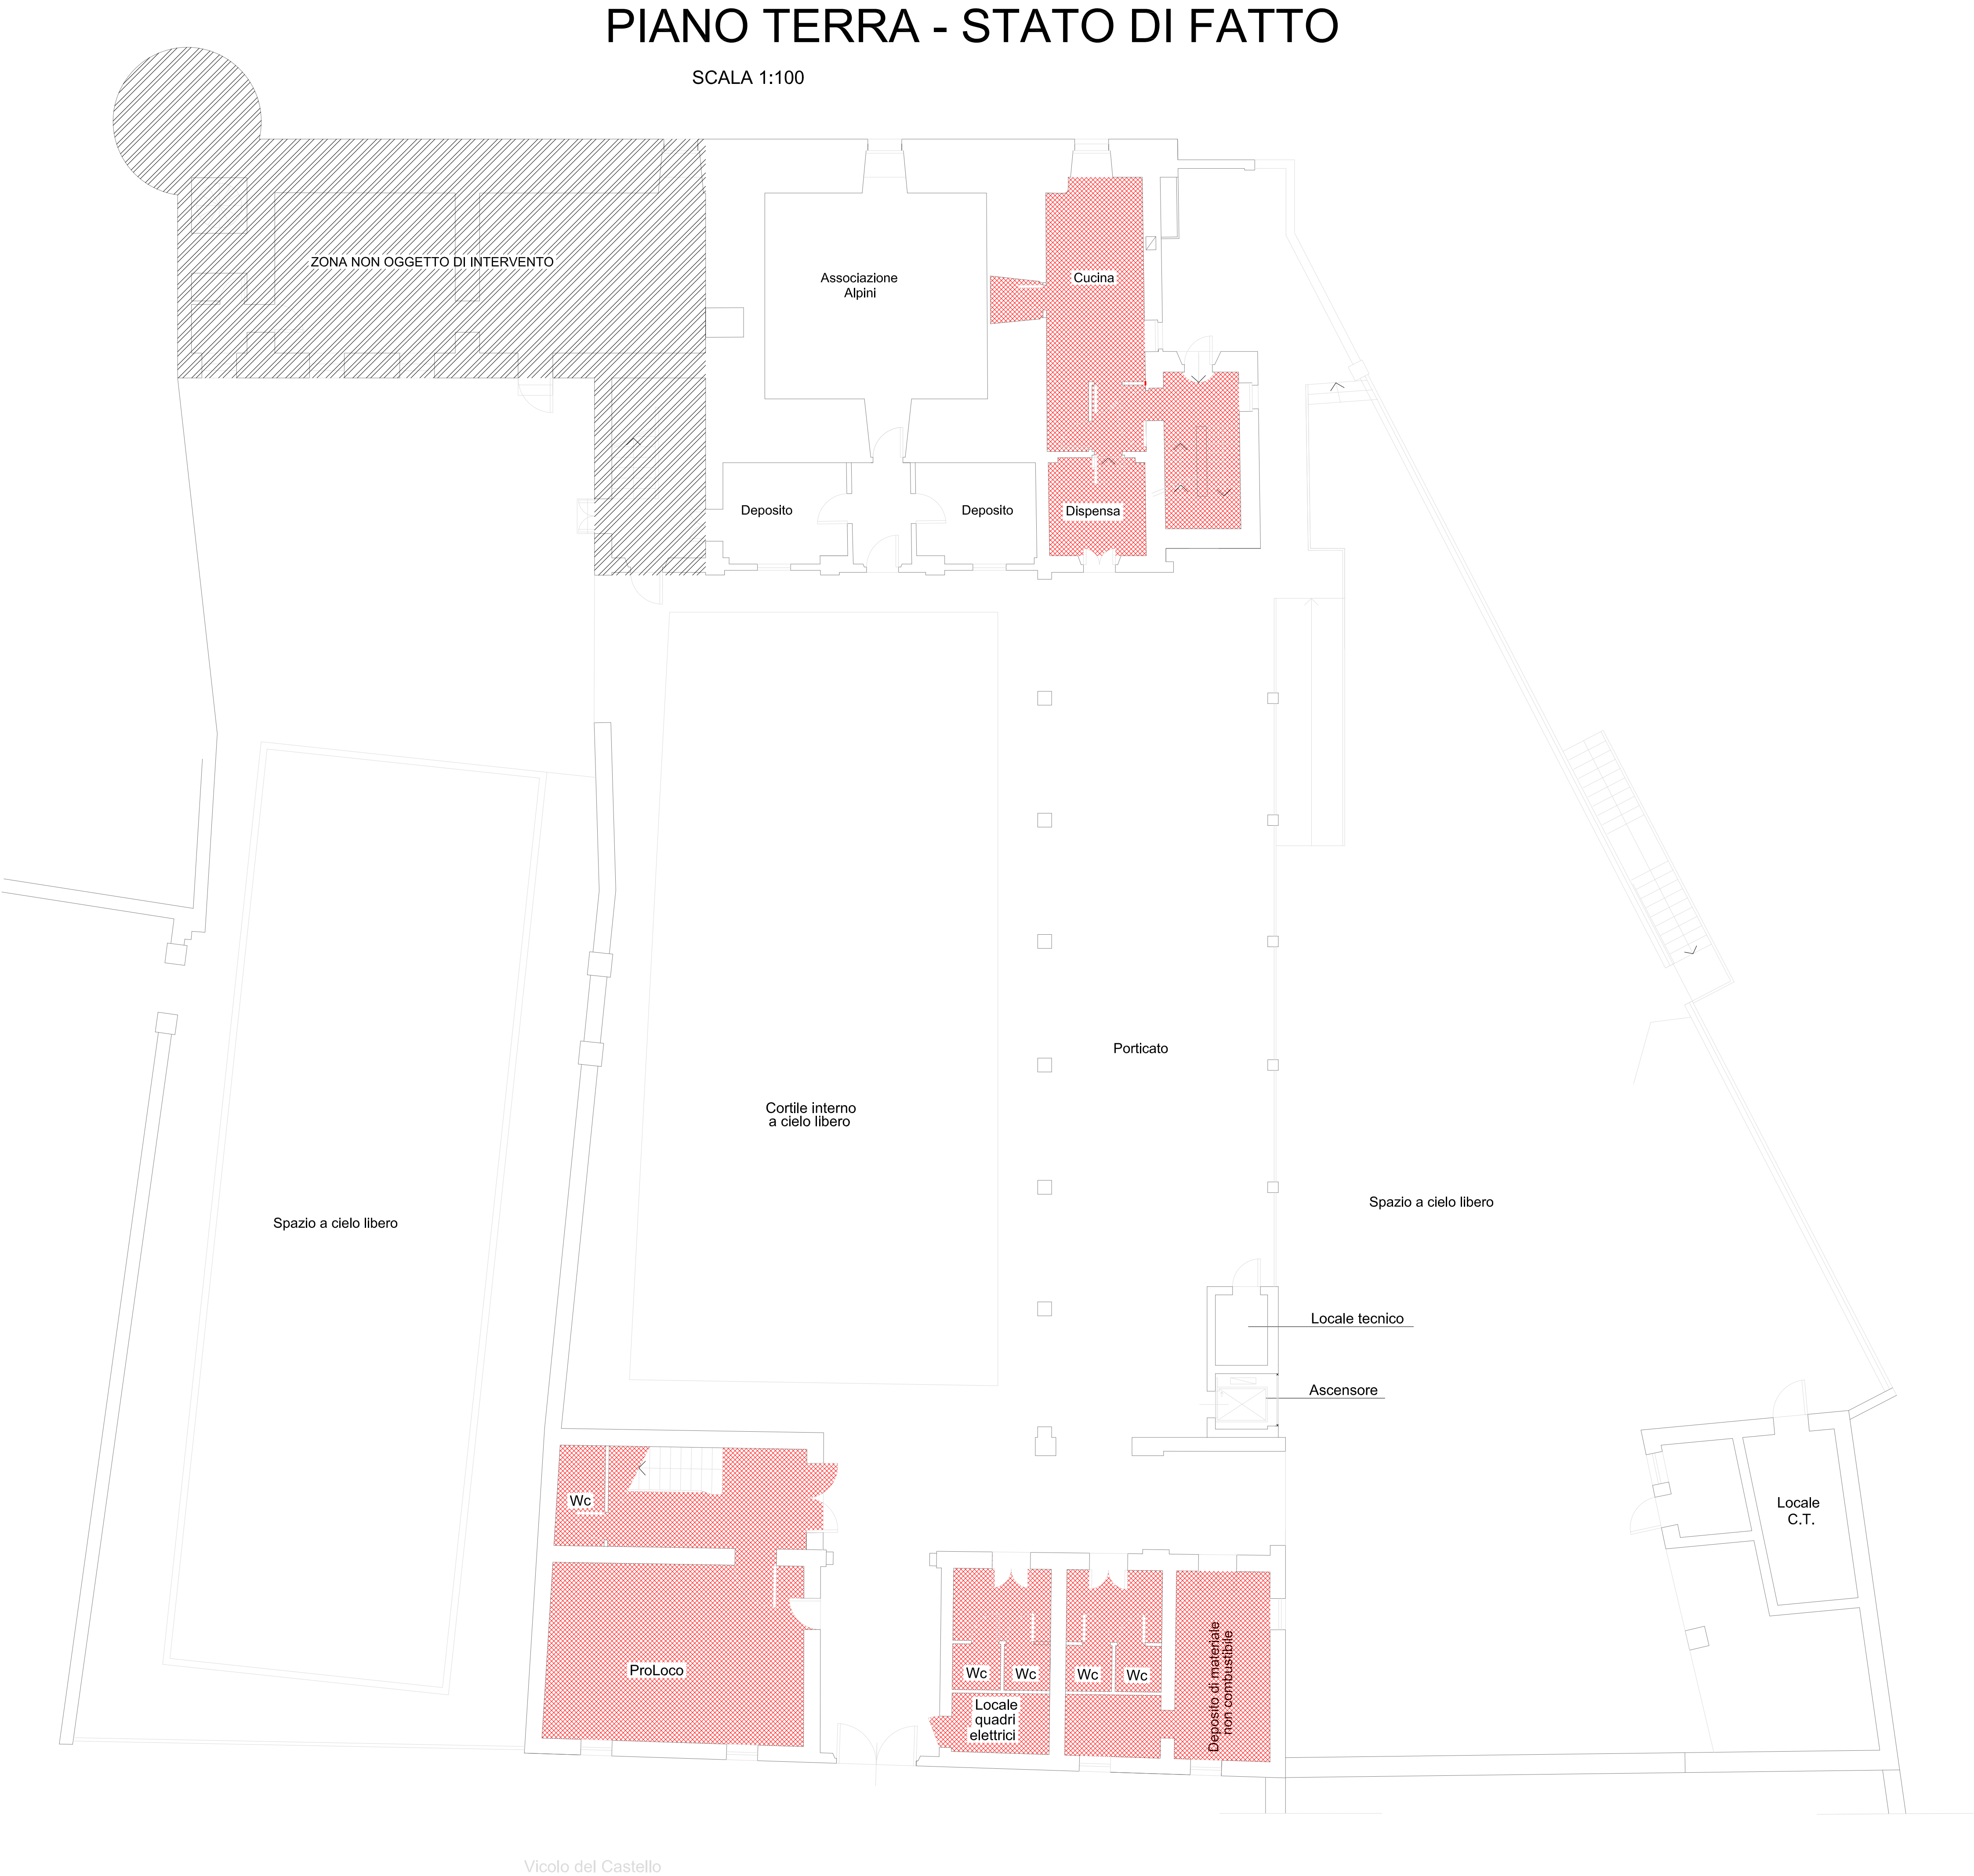 PIANO TERRA - STATO DI FATTO
SCALA 1:100
ZONA NON OGGETTO DI INTERVENTO
Associazione
Alpini
Cucina
Deposito
Deposito
Dispensa
Porticato
Cortile interno
a cielo libero
Spazio a cielo libero
Spazio a cielo libero
Locale tecnico
Ascensore
Wc
Locale
C.T.
ProLoco
Wc
Wc
Wc
Wc
Locale
quadri
elettrici
Deposito di materiale
non combustibile
Vicolo del Castello